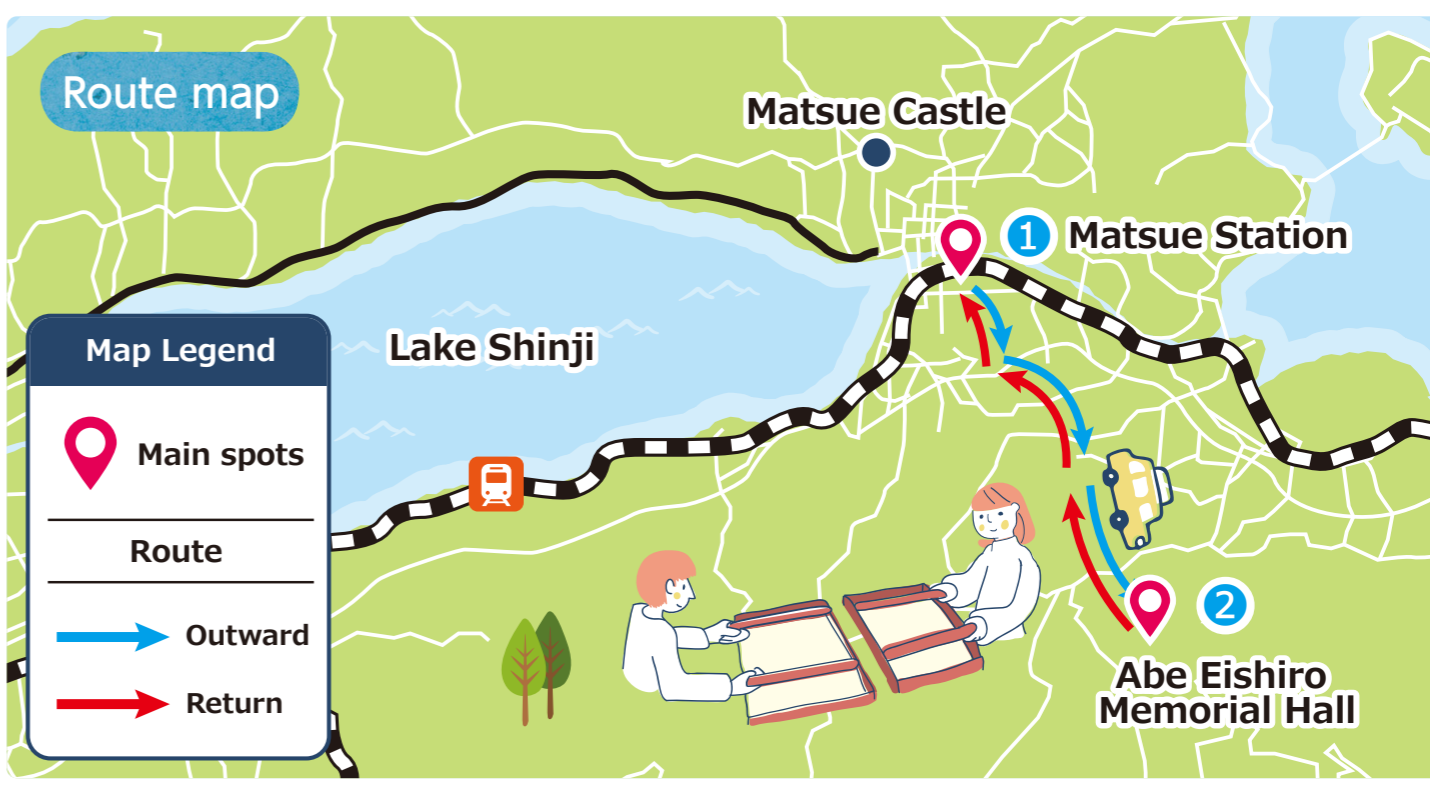 Route map
Matsue Castle
1 Matsue Station
Lake Shinji
Map Legend
Main spots
Route
Outward
Return
2
Abe Eishiro
Memorial Hall